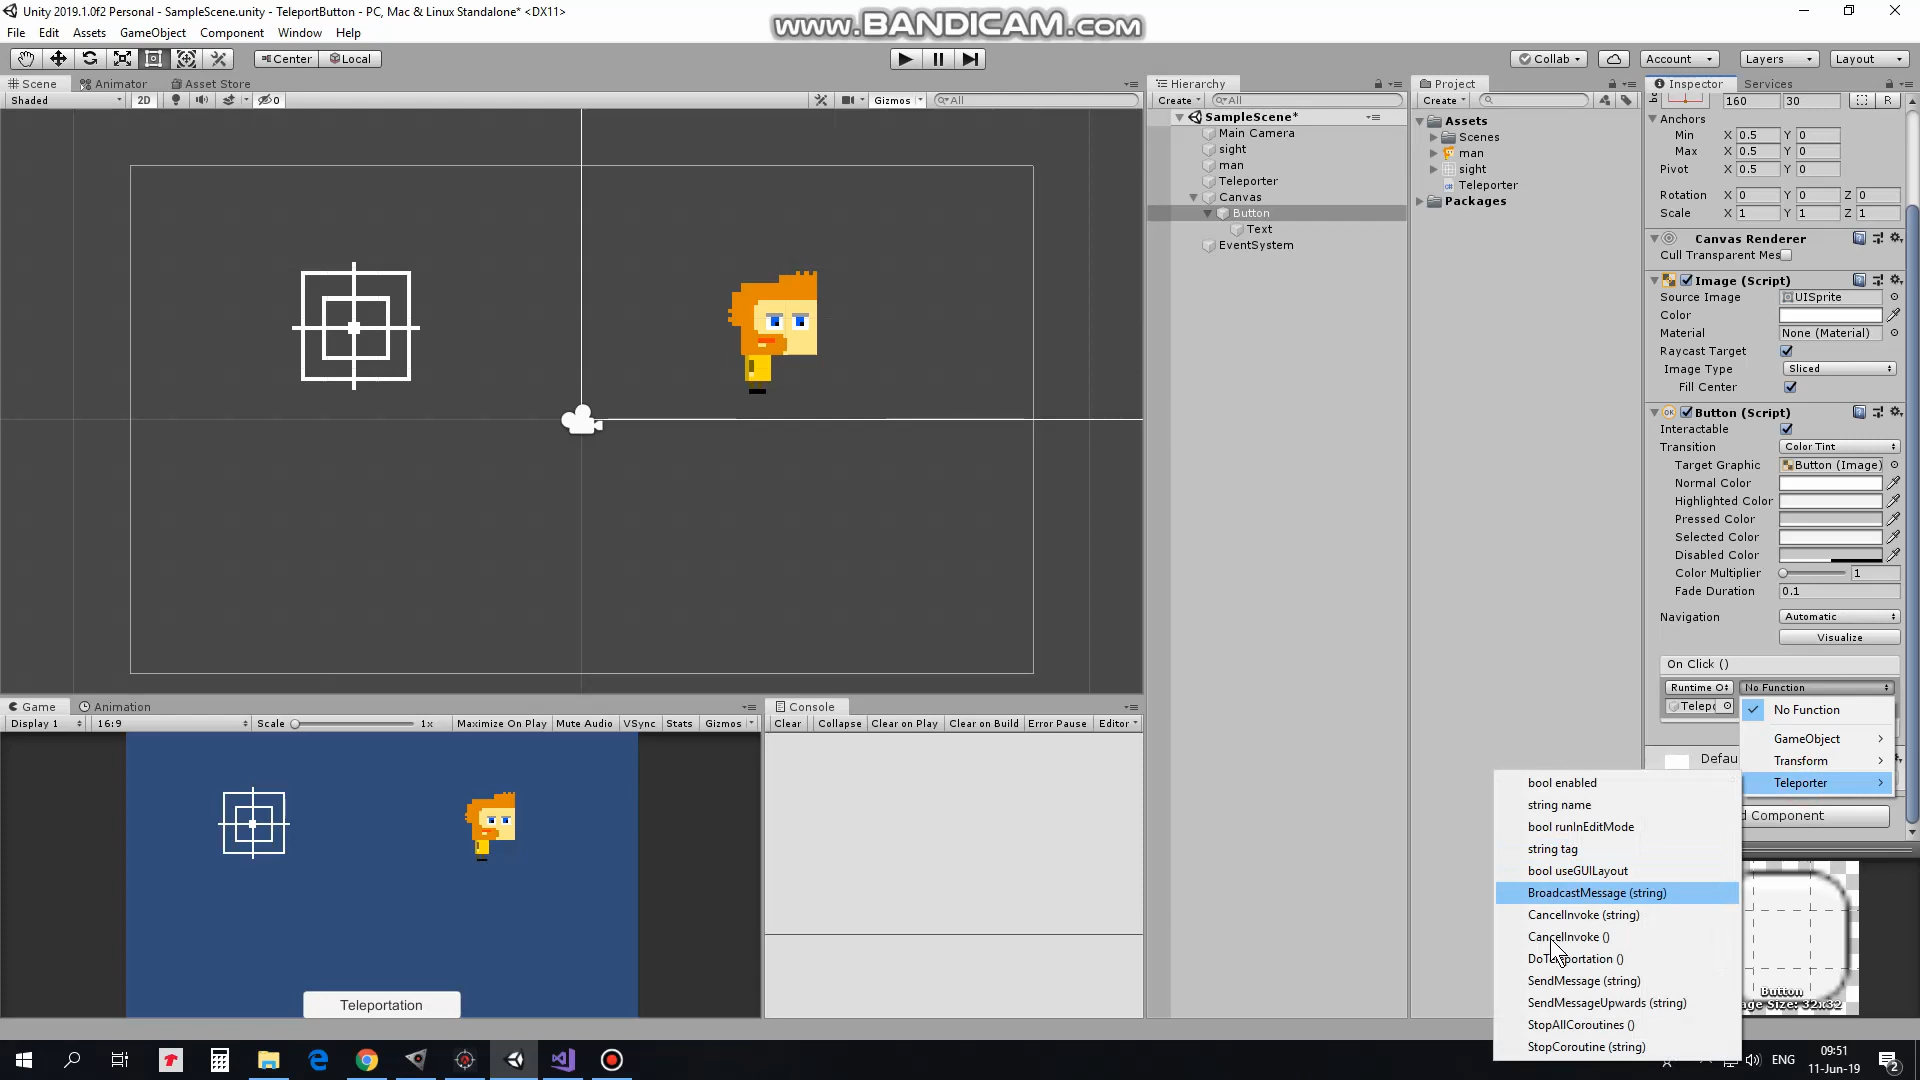 Unity 2019.1.0f2 Personal - SampleScene.unity - TeleportButton - PC, Mac & Linux Standalone* <DX11>
www.BANDICAM.com
File Edit Assets GameObject Component Window Help
Center Local
Collab Account Layers Layout
Scene Animator Asset Store
Shaded 2D 0 Gizmos All
Hierarchy
Create All
SampleScene*
Main Camera
sight
man
Teleporter
Canvas
Button
Text
EventSystem
Project
Create
Assets
Scenes
man
sight
Teleporter
Packages
Inspector Services
160 30
R
Anchors
Min X 0.5 Y 0
Max X 0.5 Y 0
Pivot X 0.5 Y 0
Rotation X 0 Y 0 Z 0
Scale X 1 Y 1 Z 1
Canvas Renderer
Cull Transparent Mes
Image (Script)
Source Image UISprite
Color
Material None (Material)
Raycast Target
Image Type Sliced
Fill Center
Button (Script)
Interactable
Transition Color Tint
Target Graphic Button (Image)
Normal Color
Highlighted Color
Pressed Color
Selected Color
Disabled Color
Color Multiplier 1
Fade Duration 0.1
Navigation Automatic
Visualize
On Click ()
Runtime O No Function
Telepo
No Function
GameObject
Transform
Teleporter
Defau
d Component
bool enabled
string name
bool runInEditMode
string tag
bool useGUILayout
BroadcastMessage (string)
CancelInvoke (string)
CancelInvoke ()
DoTeleportation ()
SendMessage (string)
SendMessageUpwards (string)
StopAllCoroutines ()
StopCoroutine (string)
Button
age Size: 32x32
Game Animation
Display 1 16:9 Scale 1x Maximize On Play Mute Audio VSync Stats Gizmos
Teleportation
Console
Clear Collapse Clear on Play Clear on Build Error Pause Editor
ENG
09:51
11-Jun-19
2